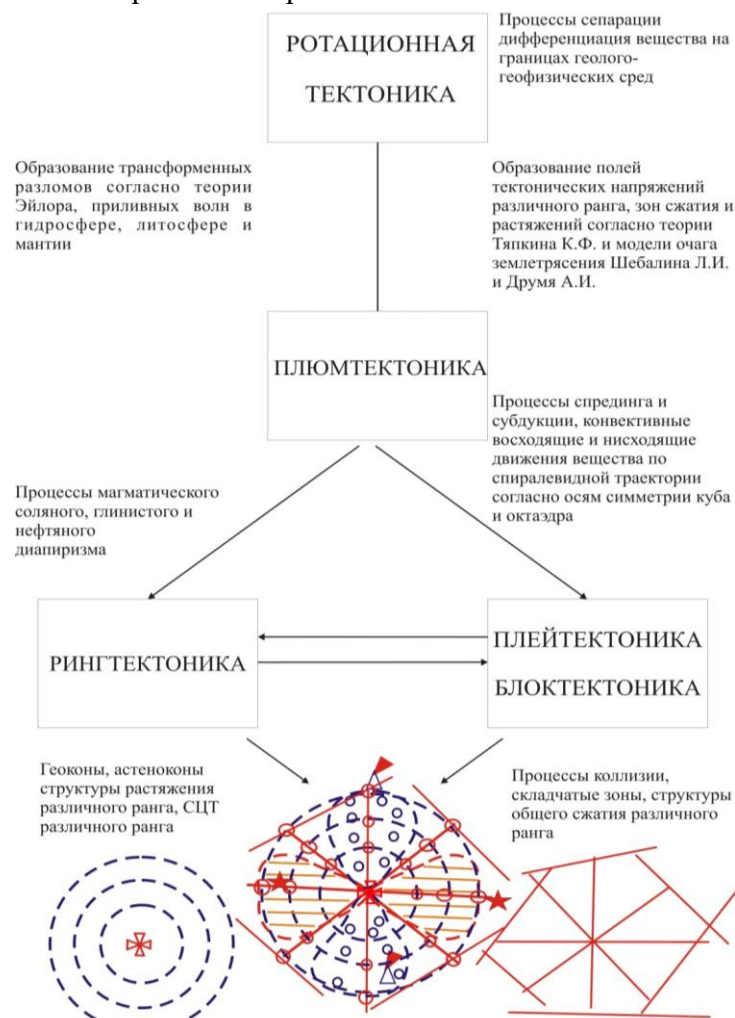 РОТАЦИОННАЯ
ТЕКТОНИКА
Процессы сепарации
дифференциация вещества на
границах геолого-
геофизических сред
Образование трансформенных
разломов согласно теории
Эйлора, приливных волн в
гидросфере, литосфере и
мантии
Образование полей
тектонических напряжений
различного ранга, зон сжатия и
растяжений согласно теории
Тяпкина К.Ф. и модели очага
землетрясения Шебалина Л.И.
и Друмя А.И.
ПЛЮМТЕКТОНИКА
Процессы спрединга и
субдукции, конвективные
восходящие и нисходящие
движения вещества по
спиралевидной траектории
согласно осям симметрии куба
и октаэдра
Процессы магматического
соляного, глинистого и
нефтяного
диапиризма
РИНГТЕКТОНИКА
ПЛЕЙТЕКТОНИКА
БЛОКТЕКТОНИКА
Геоконы, астеноконы
структуры растяжения
различного ранга, СЦТ
различного ранга
Процессы коллизии,
складчатые зоны, структуры
общего сжатия различного
ранга